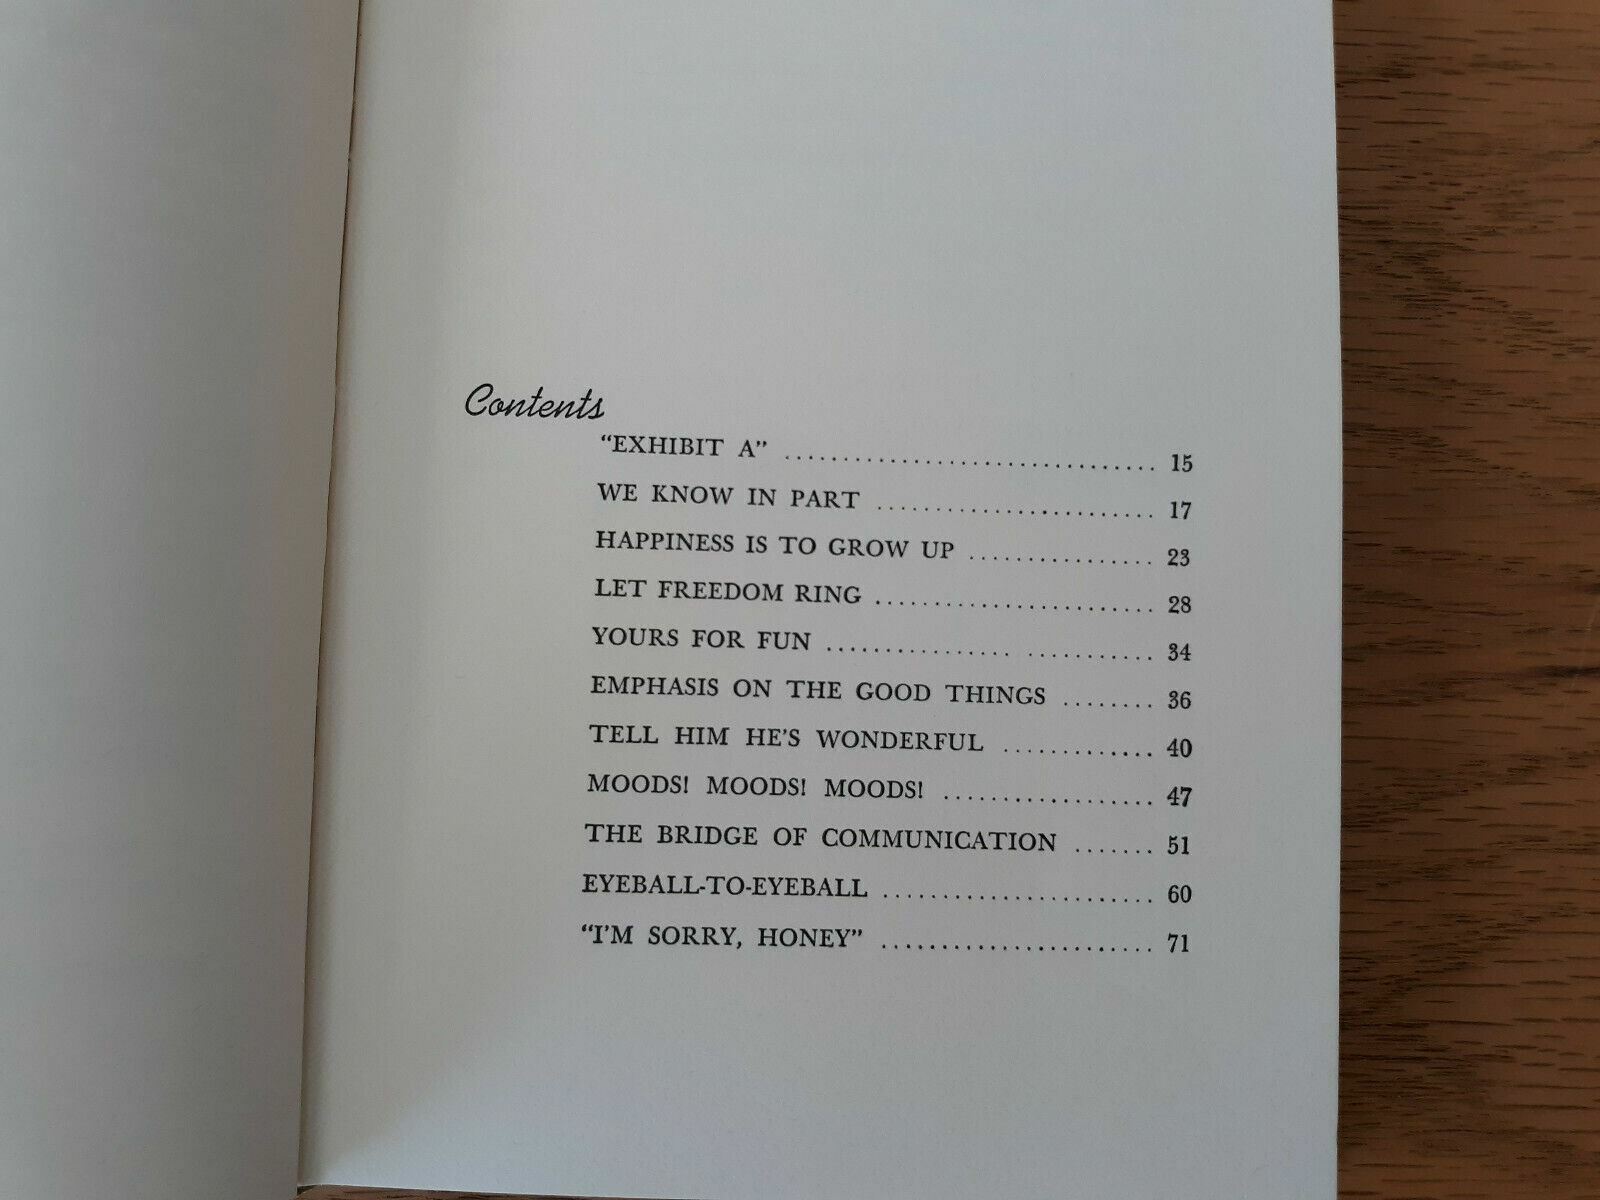 Contents
"EXHIBIT A" ................................ 15
WE KNOW IN PART ........................ 17
HAPPINESS IS TO GROW UP ................ 23
LET FREEDOM RING ........................ 28
YOURS FOR FUN ........................... 34
EMPHASIS ON THE GOOD THINGS ........ 36
TELL HIM HE'S WONDERFUL ............. 40
MOODS! MOODS! MOODS! .................. 47
THE BRIDGE OF COMMUNICATION ....... 51
EYEBALL-TO-EYEBALL ....................... 60
"I'M SORRY, HONEY" ....................... 71